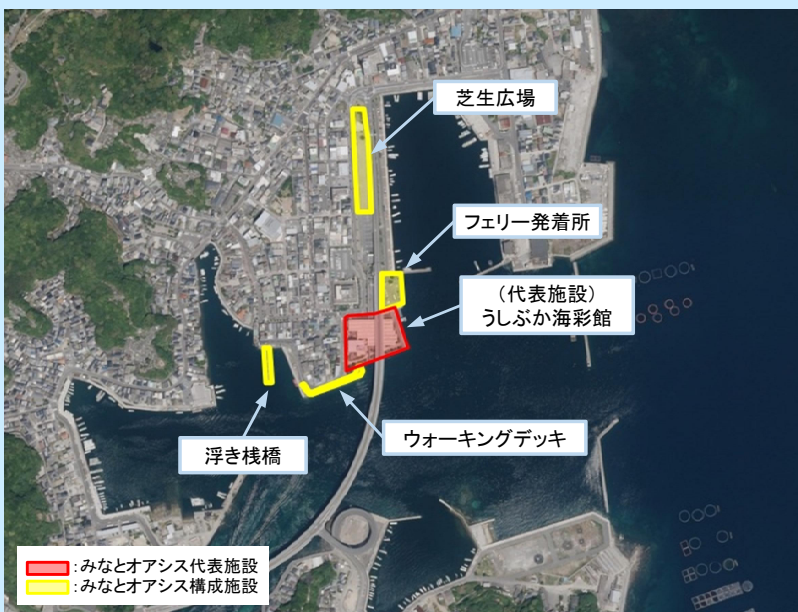 芝生広場
フェリー発着所
（代表施設）
うしぶか海彩館
ウォーキングデッキ
浮き桟橋
：みなとオアシス代表施設
：みなとオアシス構成施設